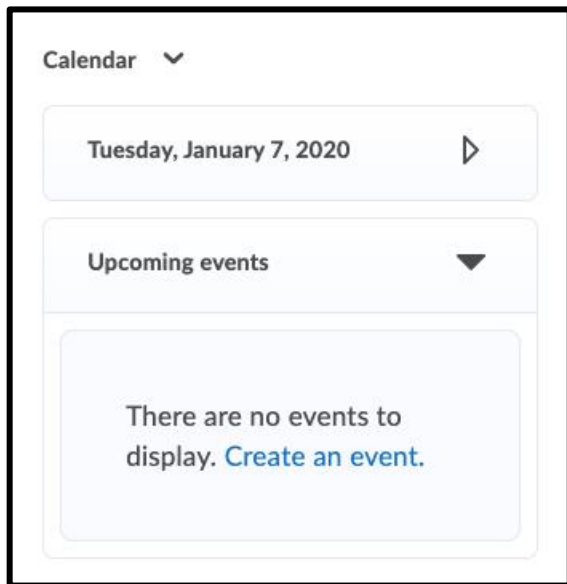 Calendar
Tuesday, January 7, 2020
Upcoming events
There are no events to
display. Create an event.